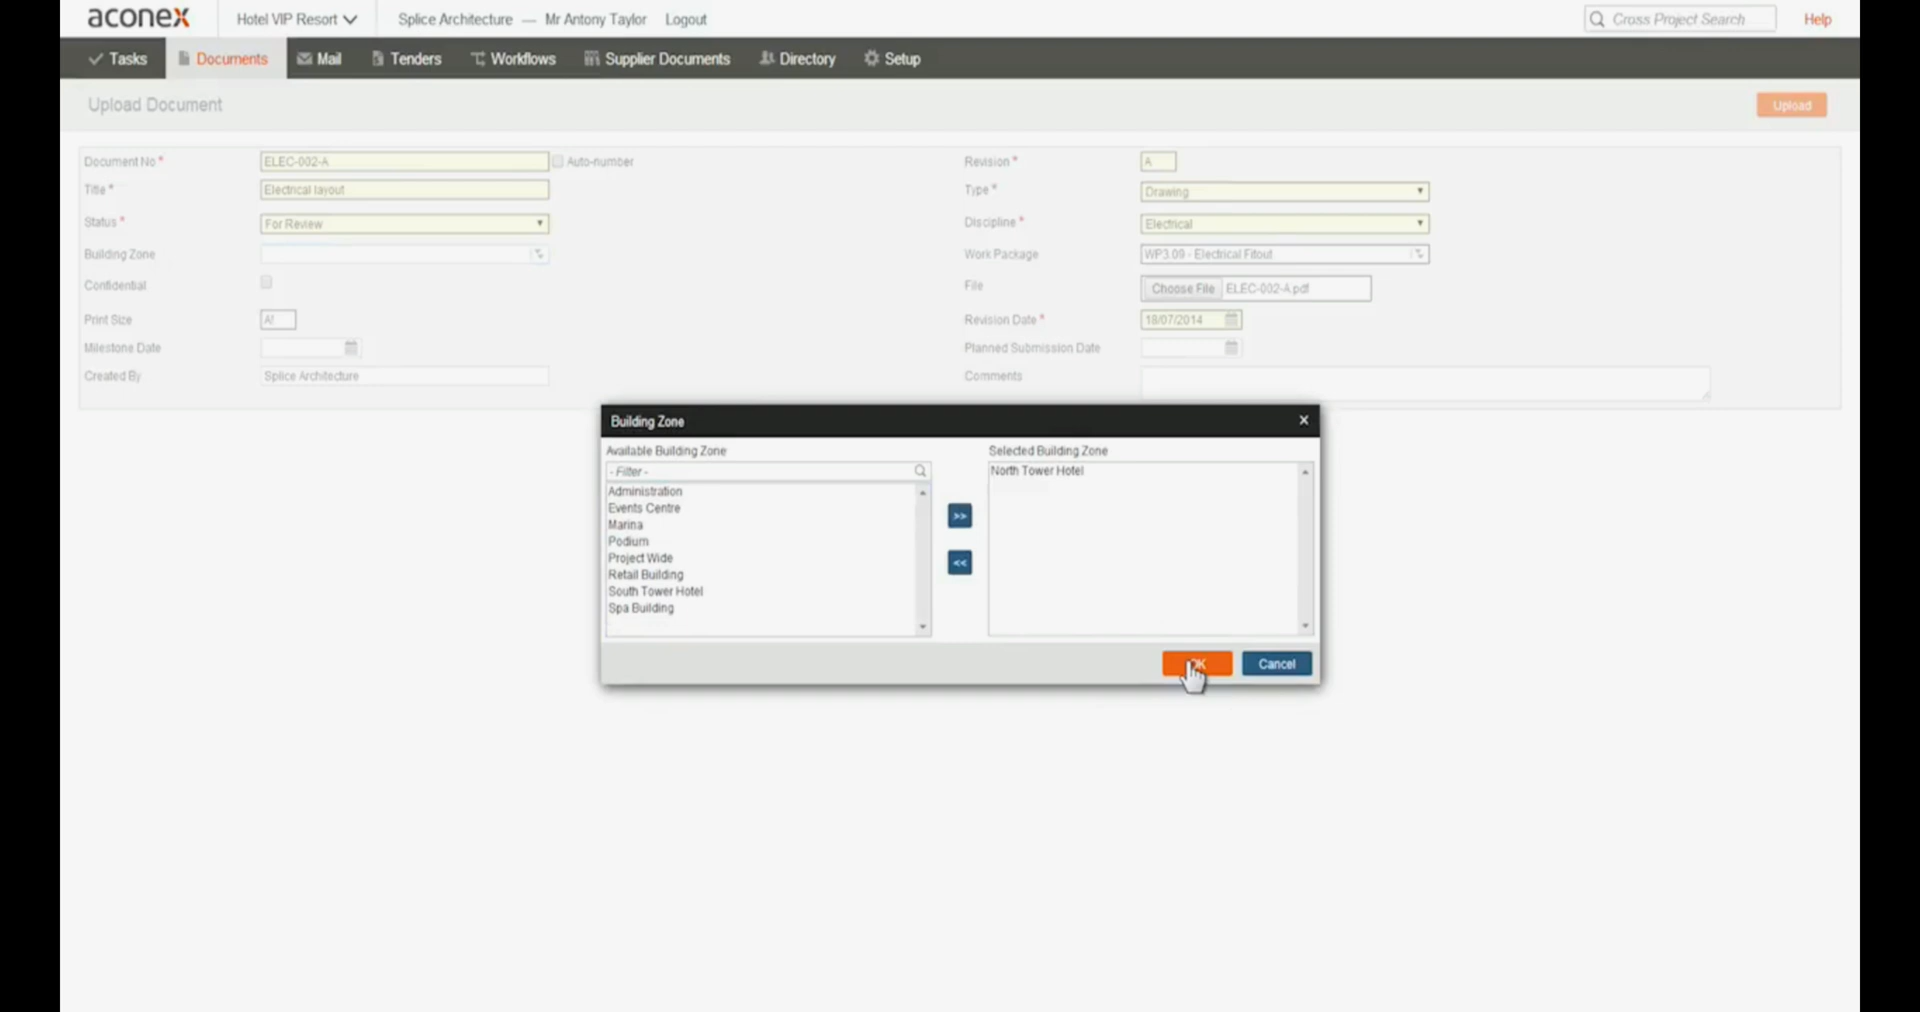 aconex Hotel VIP Resort Splice Architecture — Mr Antony Taylor Logout Cross Project Search Help
Tasks Documents Mail Tenders Workflows Supplier Documents Directory Setup
Upload Document Upload
Document No * ELEC-002-A Auto-number Revision * A
Title * Electrical layout Type * Drawing
Status * For Review Discipline * Electrical
Building Zone Work Package WP3.09 - Electrical Fitout
Confidential File Choose File ELEC-002-A.pdf
Print Size Revision Date * 18/07/2014
Milestone Date Planned Submission Date
Created By Splice Architecture Comments
Building Zone ×
Available Building Zone Selected Building Zone
- Filter - North Tower Hotel
Administration
Events Centre
Marina
Podium
Project Wide
Retail Building
South Tower Hotel
Spa Building
>>
<<
OK Cancel